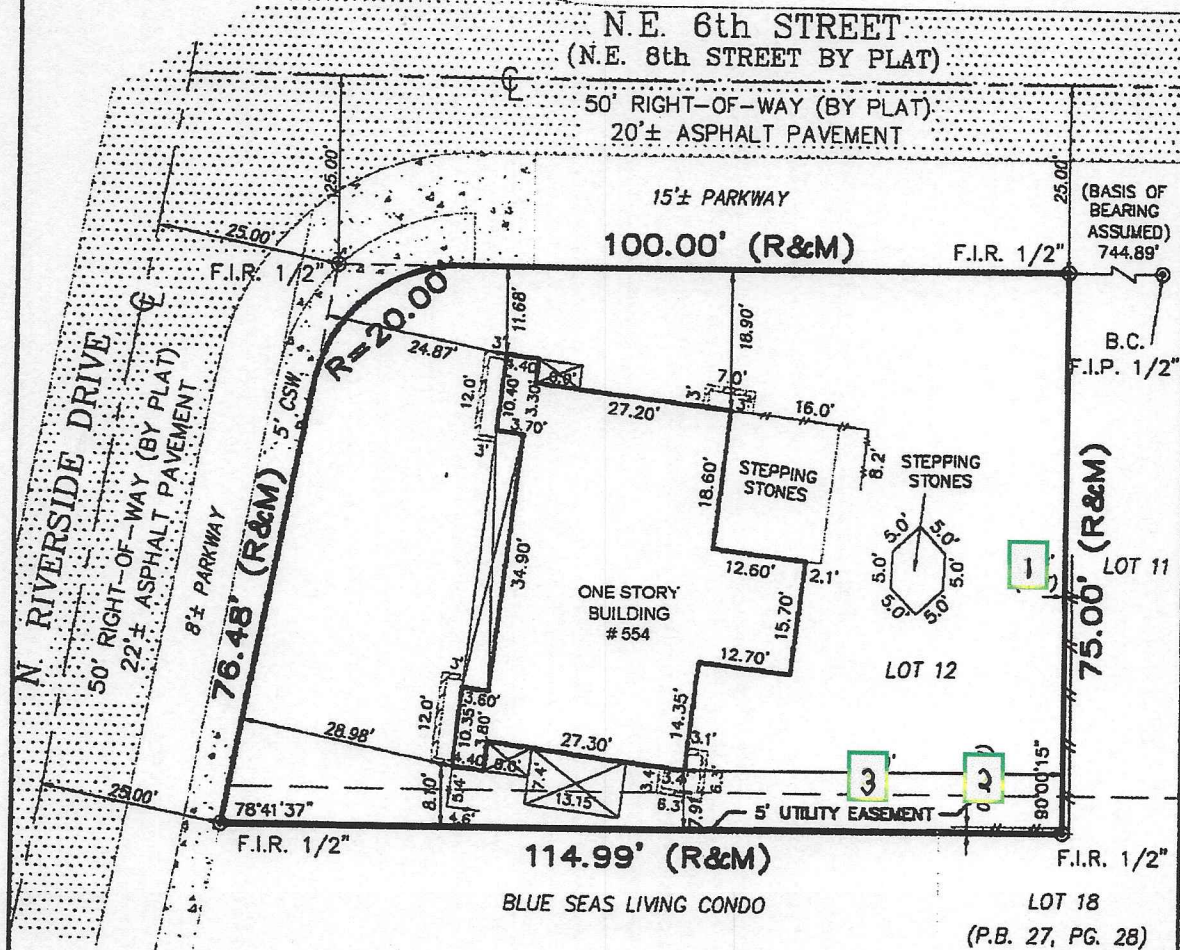 N.E. 6th STREET
(N.E. 8th STREET BY PLAT)
CL
50' RIGHT-OF-WAY (BY PLAT)
20'± ASPHALT PAVEMENT
15'± PARKWAY
25.00'
25.00'
25.00'
(BASIS OF
BEARING
ASSUMED)
744.89'
100.00' (R&M)
F.I.R. 1/2"
F.I.R. 1/2"
B.C.
F.I.P. 1/2"
R=20.00'
11.68'
18.90'
24.87'
3'
3.40'
12.0'
10.40'
3.30'
3.70'
3'
27.20'
7.0'
3'
3'
16.0'
8.2'
18.60'
STEPPING
STONES
STEPPING
STONES
5.0'
5.0'
5.0'
5.0'
5.0'
5.0'
12.60'
2.1'
34.90'
ONE STORY
BUILDING
# 554
15.70'
12.70'
LOT 12
1
LOT 11
75.00' (R&M)
N RIVERSIDE DRIVE
50' RIGHT-OF-WAY (BY PLAT)
22'± ASPHALT PAVEMENT
CL
8'± PARKWAY
5' CSW
76.48' (R&M)
14.35'
3.60'
12.0'
10.35'
3.80'
28.98'
4.40'
27.30'
3.1'
3.4'
3.4'
6.3'
6.3'
7.91'
7.4'
13.15
8.10'
5.4'
4.6'
3
2
90°00'15"
25.00'
78°41'37"
5' UTILITY EASEMENT
F.I.R. 1/2"
114.99' (R&M)
F.I.R. 1/2"
BLUE SEAS LIVING CONDO
LOT 18
(P.B. 27, PG. 28)